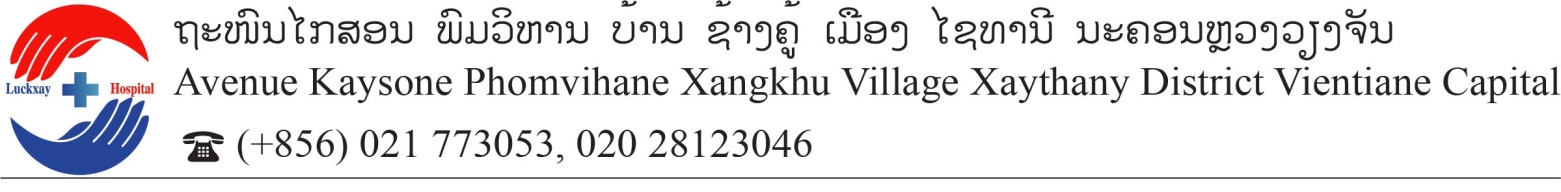 ຖະໜົນໄກສອນ ພົມວິຫານ ບ້ານ ຊ້າງຄູ້ ເມືອງ ໄຊທານີ ນະຄອນຫຼວງວຽງຈັນ
Luckxay Hospital
Avenue Kaysone Phomvihane Xangkhu Village Xaythany District Vientiane Capital
(+856) 021 773053, 020 28123046